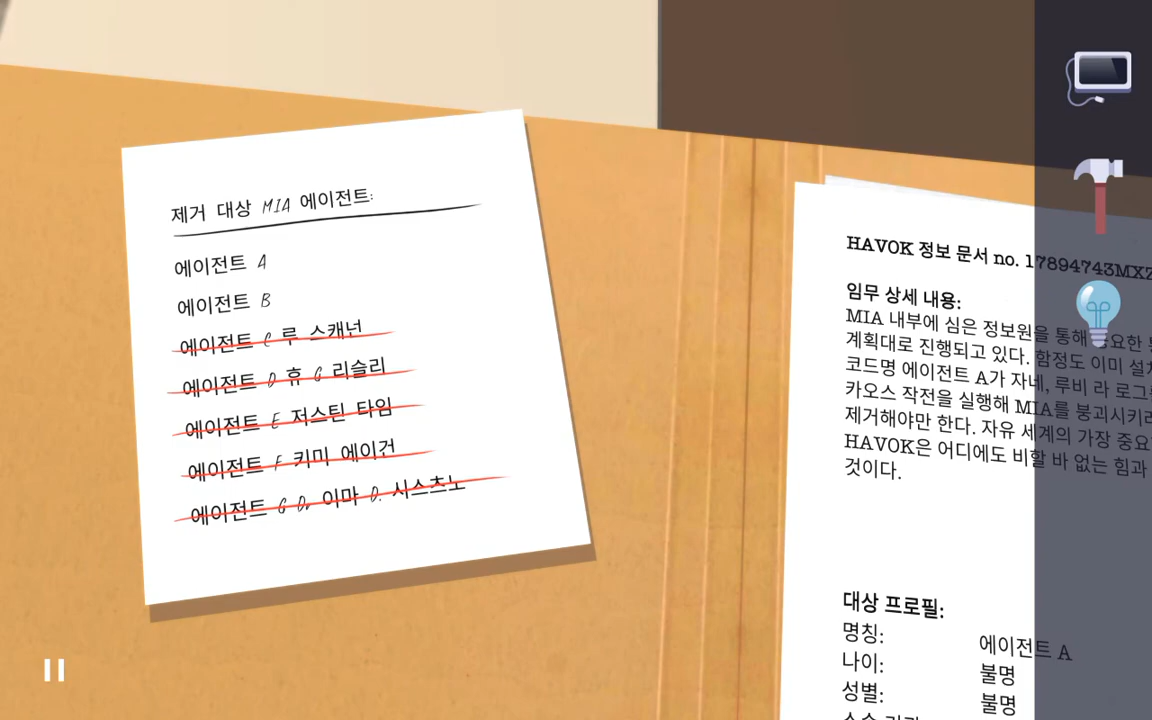 제거 대상 MIA 에이전트:
에이전트 A
에이전트 B
에이전트 C 루 스캐넌
에이전트 D 휴 G 리슬리
에이전트 E 저스틴 타임
에이전트 F 키미 에이건
에이전트 G Dr 이마 D. 시스츠노
HAVOK 정보 문서 no. 17894743MXZ
임무 상세 내용:
MIA 내부에 심은 정보원을 통해
계획대로 진행되고 있다. 함정도 이미
코드명 에이전트 A가 자네, 루비 라
카오스 작전을 실행해 MIA를 붕괴시키
제거해야만 한다. 자유 세계의 가장
HAVOK은 어디에도 비할 바 없는 힘과
것이다.
대상 프로필:
명칭: 에이전트 A
나이: 불명
성별: 불명